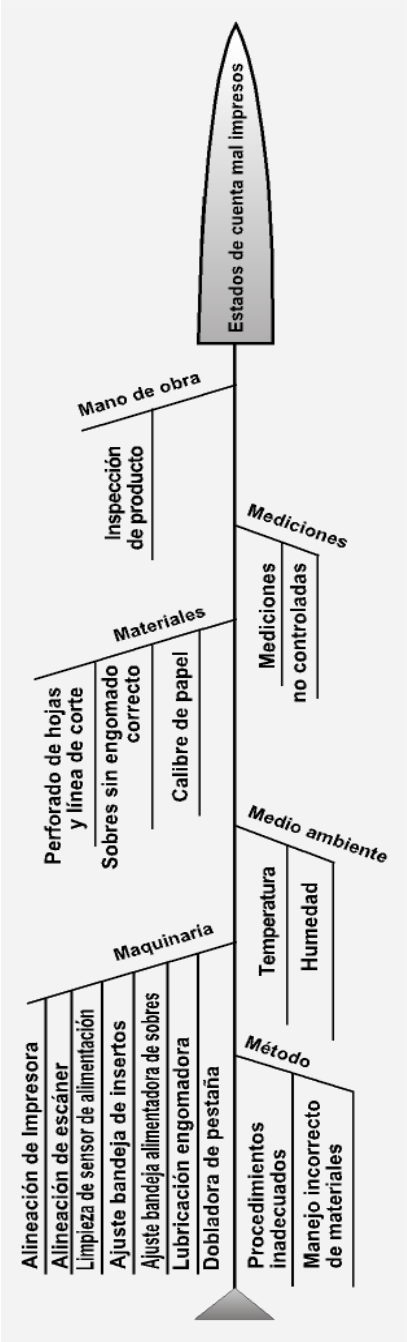 Estados de cuenta mal impresos
Mano de obra
Inspección
de producto
Mediciones
Mediciones
no controladas
Materiales
Perforado de hojas
y línea de corte
Sobres sin engomado
correcto
Calibre de papel
Medio ambiente
Temperatura
Humedad
Maquinaria
Alineación de Impresora
Alineación de escáner
Limpieza de sensor de alimentación
Ajuste bandeja de insertos
Ajuste bandeja alimentadora de sobres
Lubricación engomadora
Dobladora de pestaña
Método
Procedimientos
inadecuados
Manejo incorrecto
de materiales